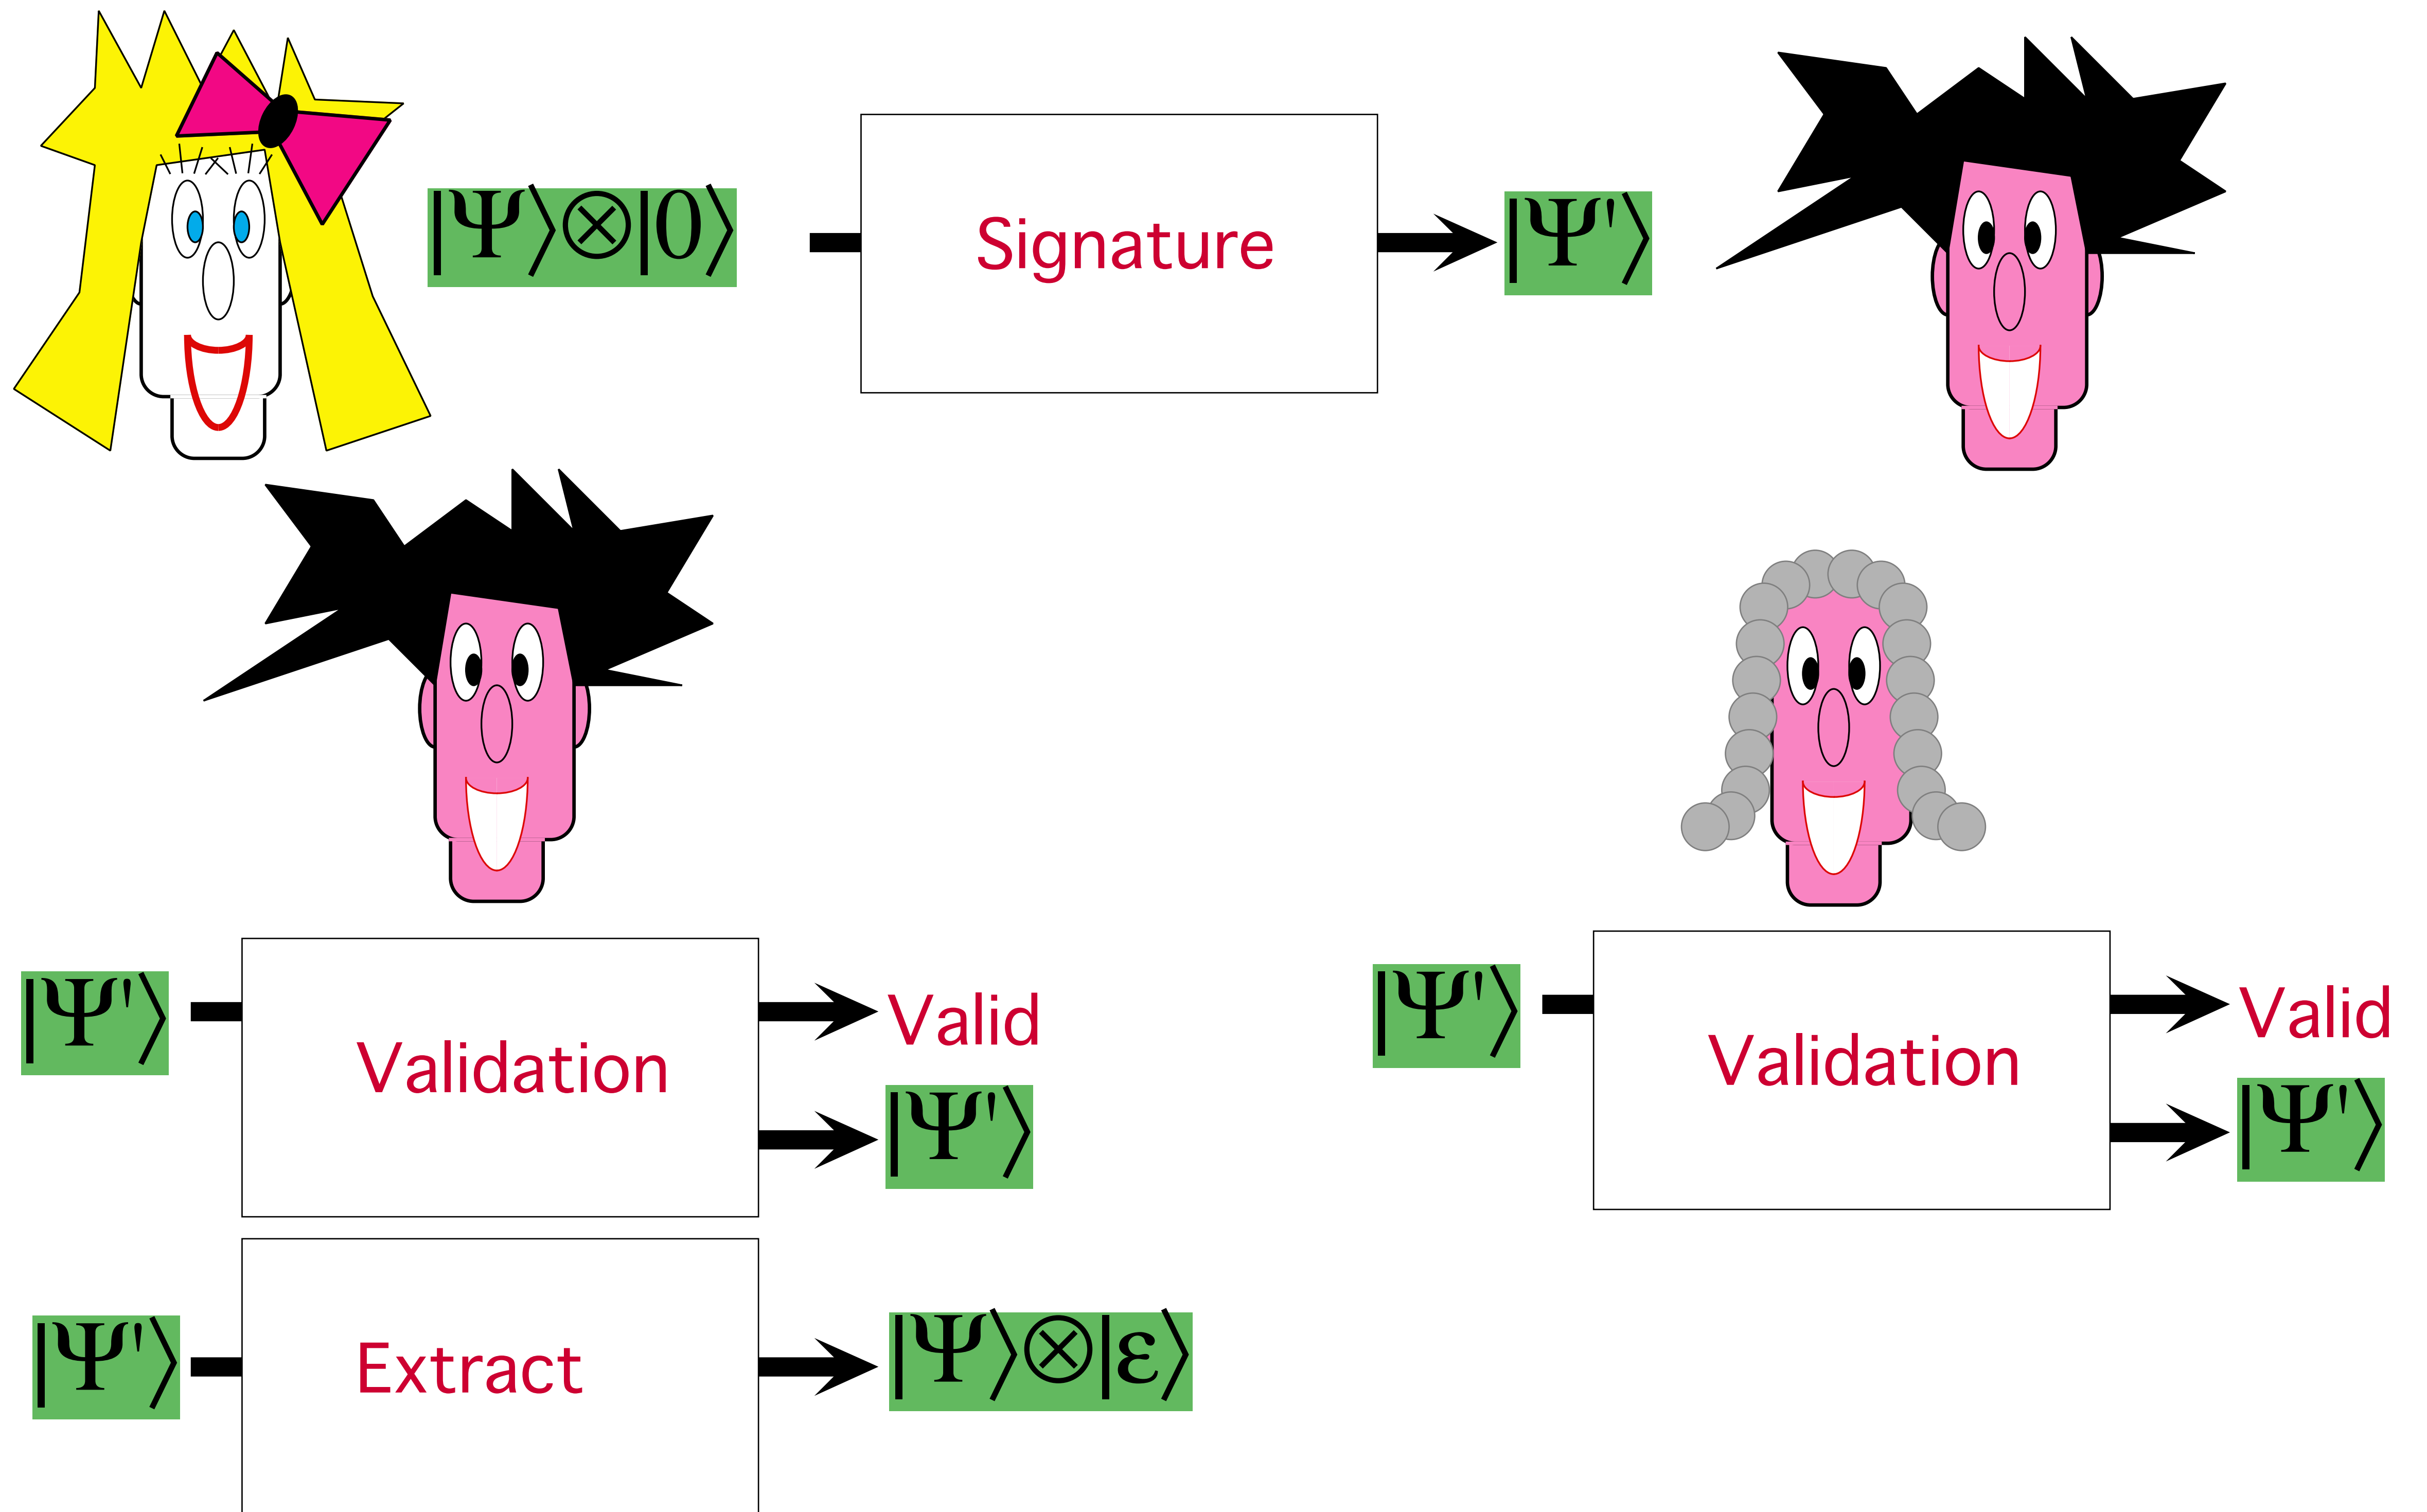 |Ψ⟩⊗|0⟩
Signature
|Ψ'⟩
|Ψ'⟩
Validation
Valid
|Ψ'⟩
|Ψ'⟩
Validation
Valid
|Ψ'⟩
|Ψ'⟩
Extract
|Ψ⟩⊗|ε⟩